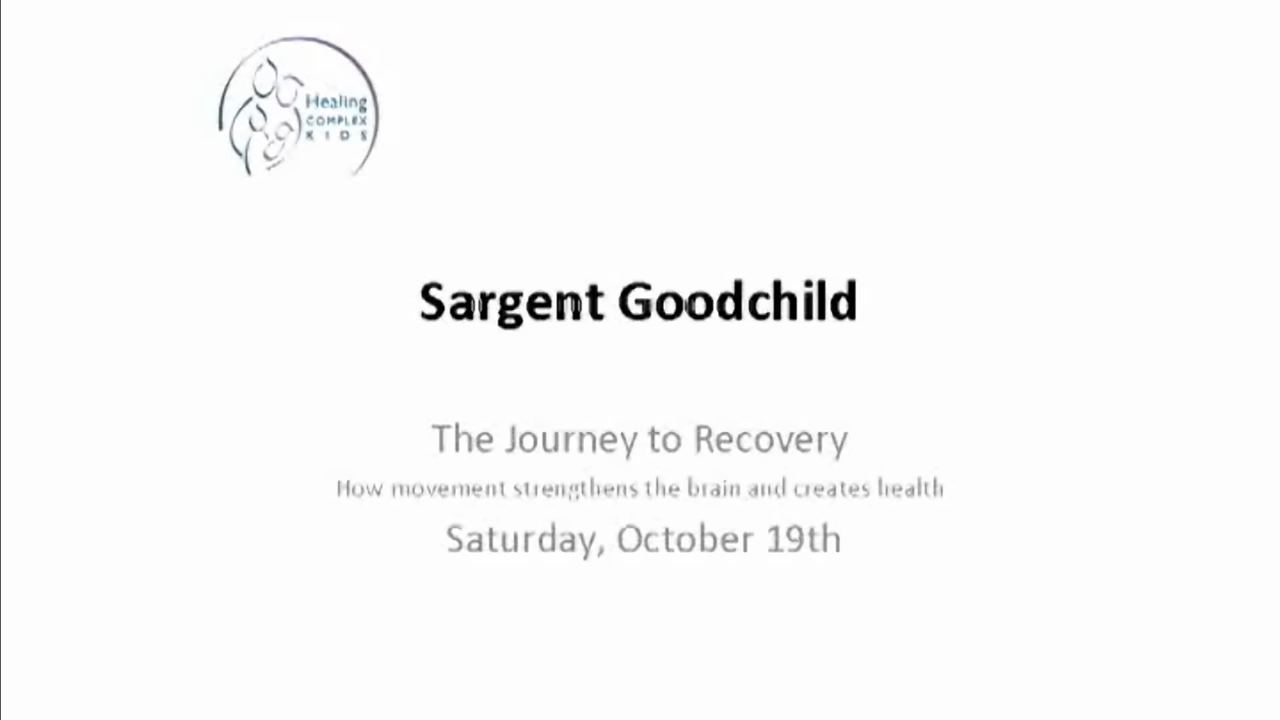 Healing
COMPLEX
KIDS
Sargent Goodchild
The Journey to Recovery
How movement strengthens the brain and creates health
Saturday, October 19th